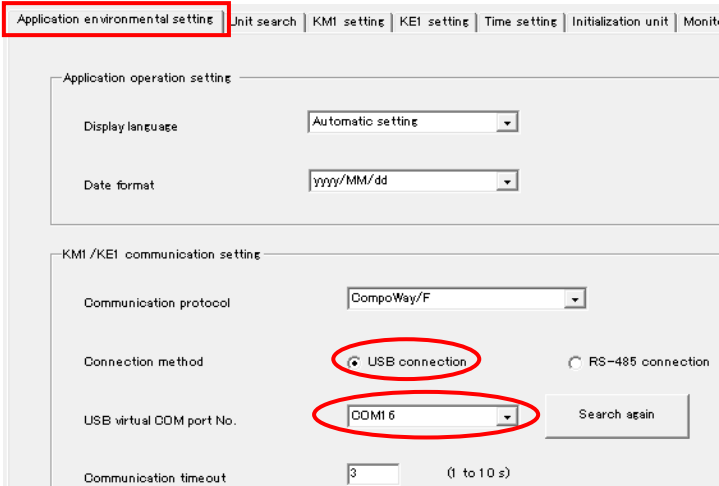 Application environmental setting Unit search KM1 setting KE1 setting Time setting Initialization unit Monit
Application operation setting
Display language Automatic setting
Date format yyyy/MM/dd
KM1/KE1 communication setting
Communication protocol CompoWay/F
Connection method USB connection RS-485 connection
USB virtual COM port No. COM16 Search again
Communication timeout 3 (1 to 10 s)